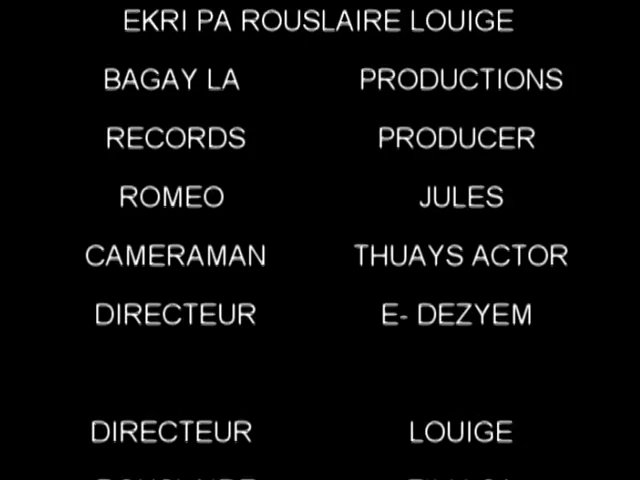 EKRI PA ROUSLAIRE LOUIGE
BAGAY LA PRODUCTIONS
RECORDS PRODUCER
ROMEO JULES
CAMERAMAN THUAYS ACTOR
DIRECTEUR E- DEZYEM
DIRECTEUR LOUIGE